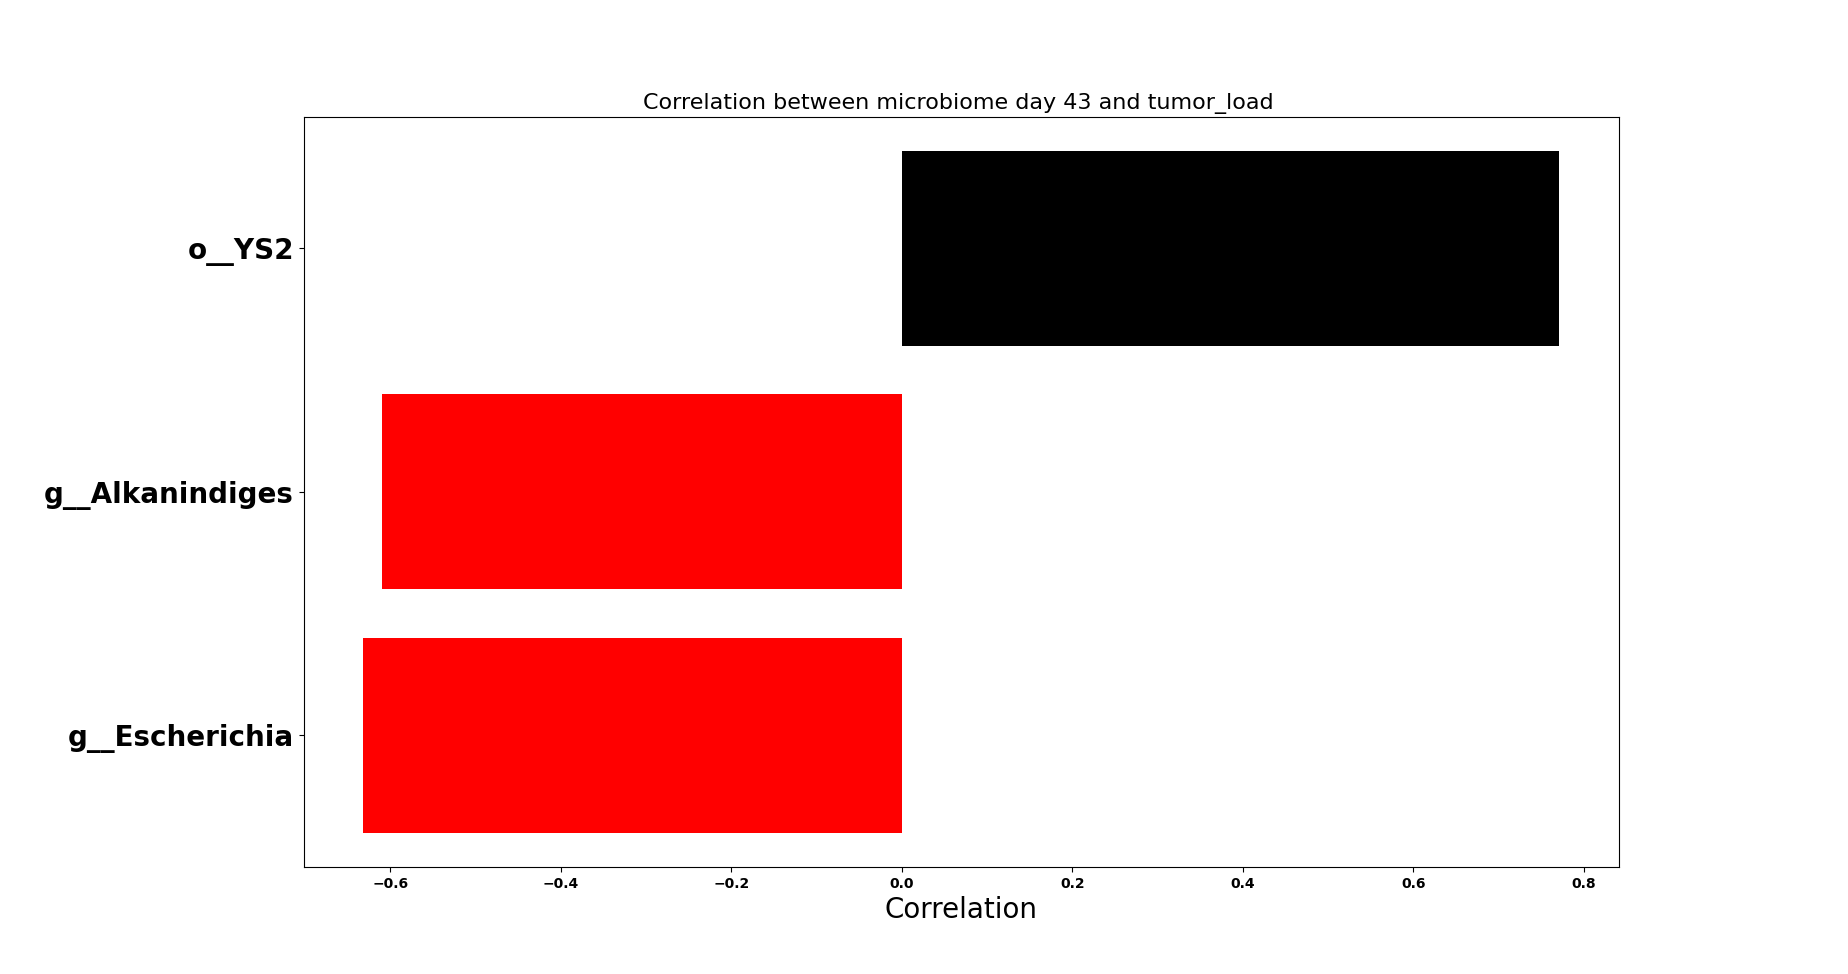 Correlation between microbiome day 43 and tumor_load
o__YS2
g__Alkanindiges
g__Escherichia
−0.6 −0.4 −0.2 0.0 0.2 0.4 0.6 0.8
Correlation